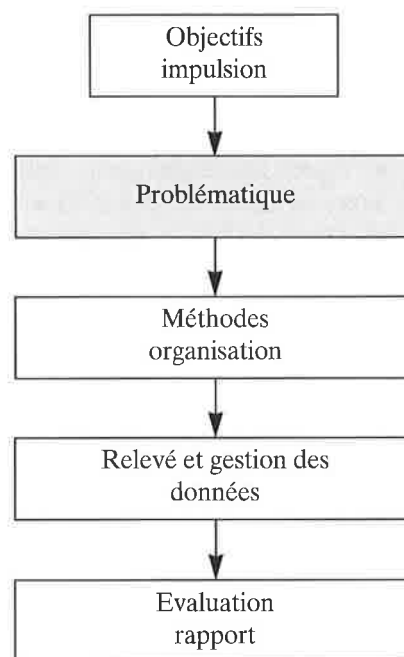 Objectifs
impulsion
Problématique
Méthodes
organisation
Relevé et gestion des
données
Evaluation
rapport